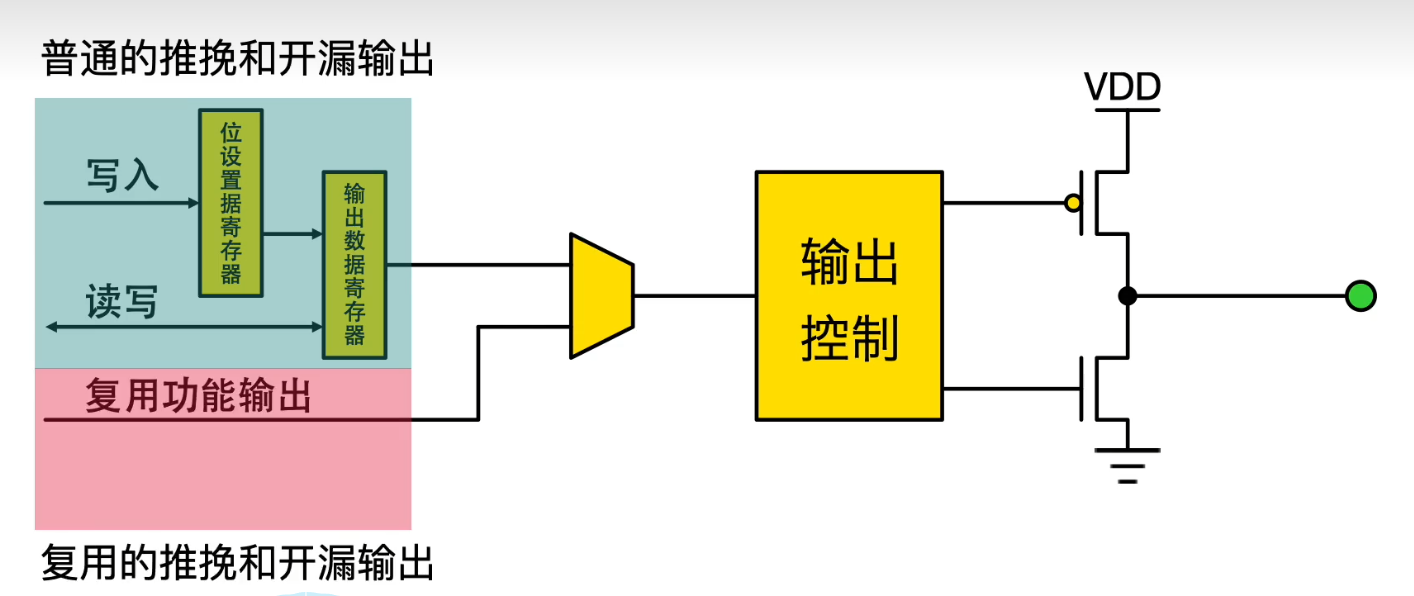 普通的推挽和开漏输出
VDD
写入
位设置据寄存器
输出数据寄存器
读写
输出
控制
复用功能输出
复用的推挽和开漏输出